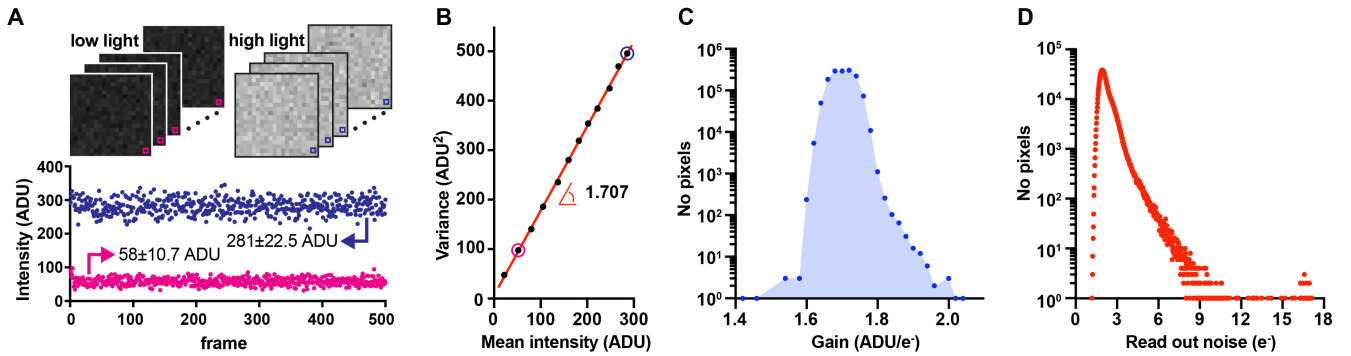 A
low light
high light
400
300
200
100
0
Intensity (ADU)
281±22.5 ADU
58±10.7 ADU
0
100
200
300
400
500
frame
B
500
400
300
200
100
0
Variance (ADU²)
1.707
0
100
200
300
Mean intensity (ADU)
C
10⁶
10⁵
10⁴
10³
10²
10¹
10⁰
No pixels
1.4
1.6
1.8
2.0
Gain (ADU/e⁻)
D
10⁵
10⁴
10³
10²
10¹
10⁰
No pixels
0
3
6
9
12
15
18
Read out noise (e⁻)